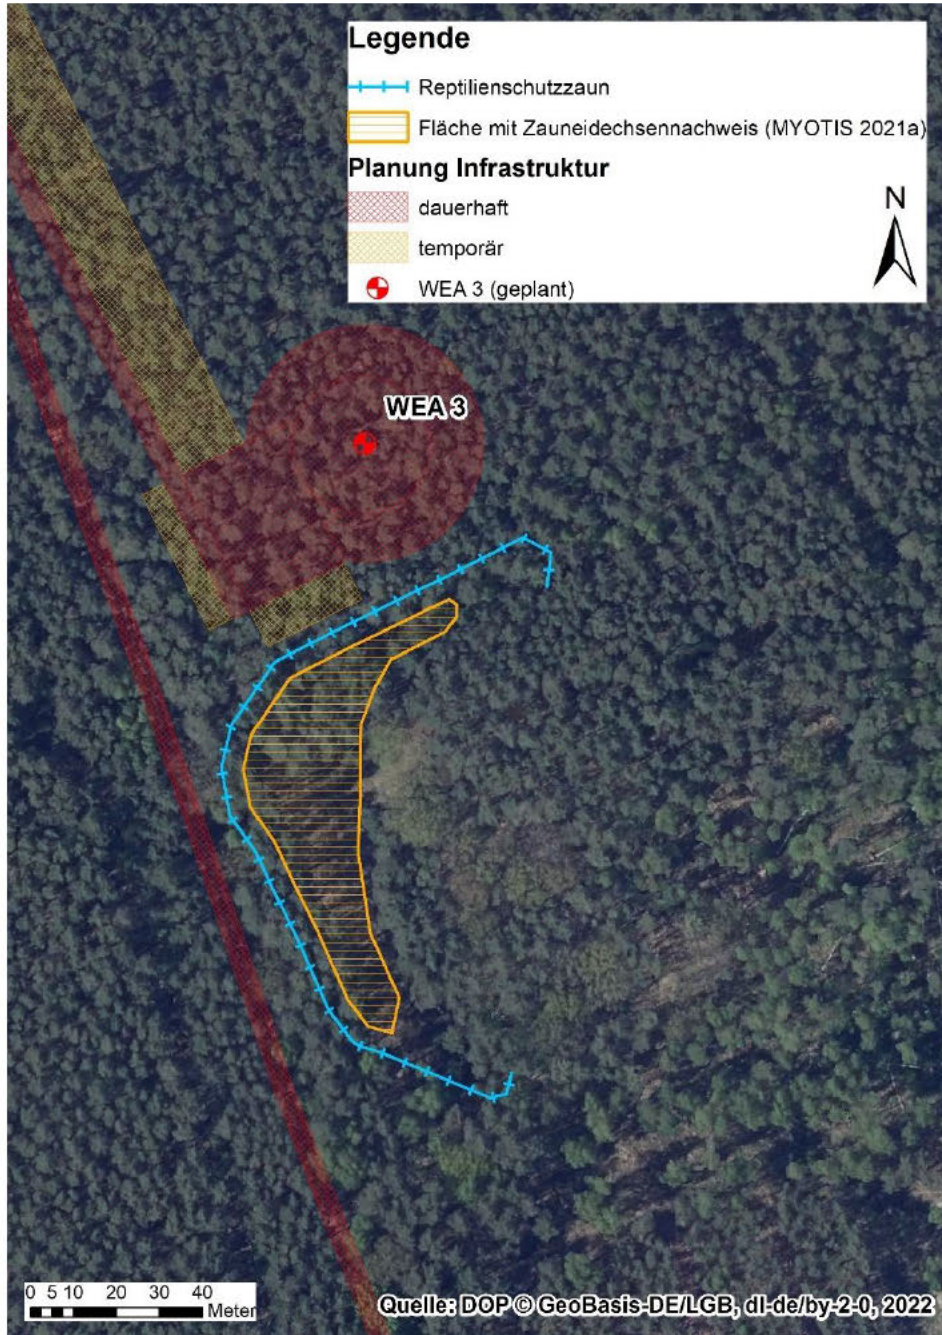 Legende
Reptilienschutzzaun
Fläche mit Zauneidechsennachweis (MYOTIS 2021a)
Planung Infrastruktur
dauerhaft
temporär
WEA 3 (geplant)
N
WEA 3
0 5 10 20 30 40
Meter
Quelle: DOP © GeoBasis-DE/LGB, dl-de/by-2-0, 2022